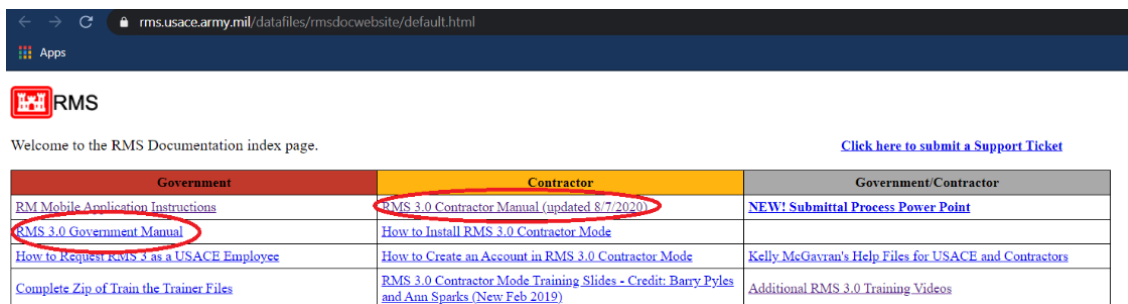 rms.usace.army.mil/datafiles/rmsdocwebsite/default.html
Apps
RMS
Welcome to the RMS Documentation index page.
Click here to submit a Support Ticket
Government
Contractor
Government/Contractor
RM Mobile Application Instructions
RMS 3.0 Contractor Manual (updated 8/7/2020)
NEW! Submittal Process Power Point
RMS 3.0 Government Manual
How to Install RMS 3.0 Contractor Mode
How to Request RMS 3 as a USACE Employee
How to Create an Account in RMS 3.0 Contractor Mode
Kelly McGavran's Help Files for USACE and Contractors
Complete Zip of Train the Trainer Files
RMS 3.0 Contractor Mode Training Slides - Credit: Barry Pyles
and Ann Sparks (New Feb 2019)
Additional RMS 3.0 Training Videos